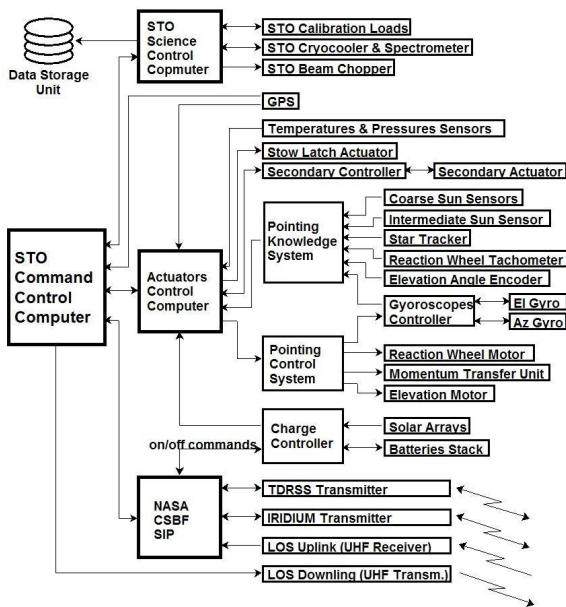 STO
Science
Control
Copmuter
Data Storage
Unit
STO Calibration Loads
STO Cryocooler & Spectrometer
STO Beam Chopper
GPS
Temperatures & Pressures Sensors
Stow Latch Actuator
Secondary Controller
Secondary Actuator
STO
Command
Control
Computer
Actuators
Control
Computer
Pointing
Knowledge
System
Coarse Sun Sensors
Intermediate Sun Sensor
Star Tracker
Reaction Wheel Tachometer
Elevation Angle Encoder
Gyoroscopes
Controller
El Gyro
Az Gyro
Pointing
Control
System
Reaction Wheel Motor
Momentum Transfer Unit
Elevation Motor
Charge
Controller
Solar Arrays
Batteries Stack
on/off commands
NASA
CSBF
SIP
TDRSS Transmitter
IRIDIUM Transmitter
LOS Uplink (UHF Receiver)
LOS Downling (UHF Transm.)